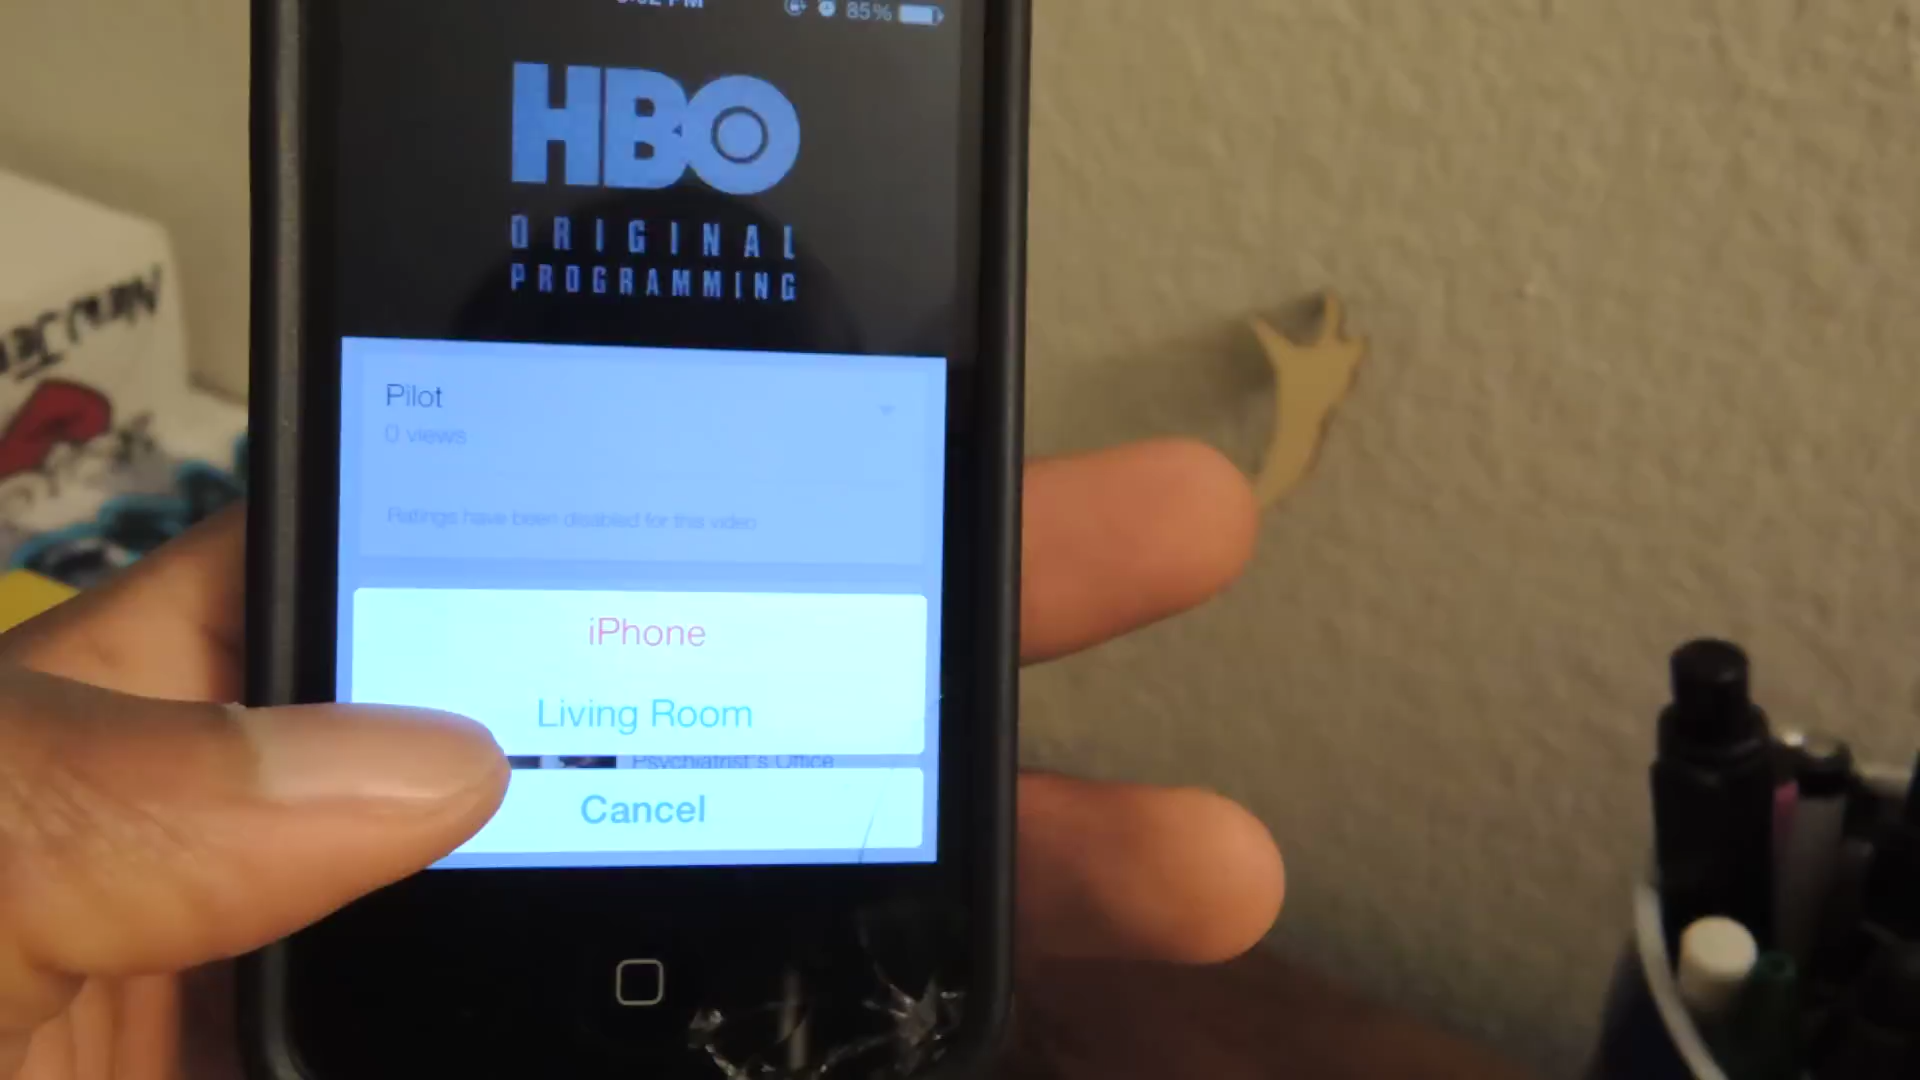 85%
HBO
ORIGINAL
PROGRAMMING
Pilot
0 views
Ratings have been disabled for this video
iPhone
Living Room
Psychiatrist's Office
Cancel